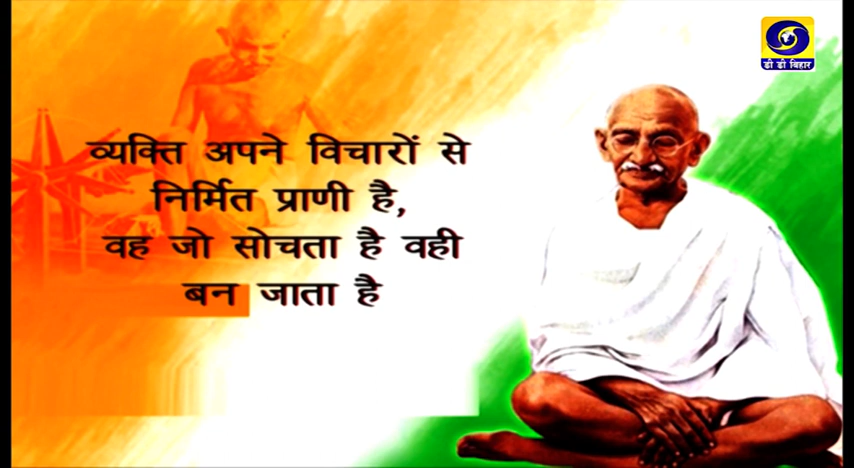 डी डी बिहार
व्यक्ति अपने विचारों से
निर्मित प्राणी है,
वह जो सोचता है वही
बन जाता है